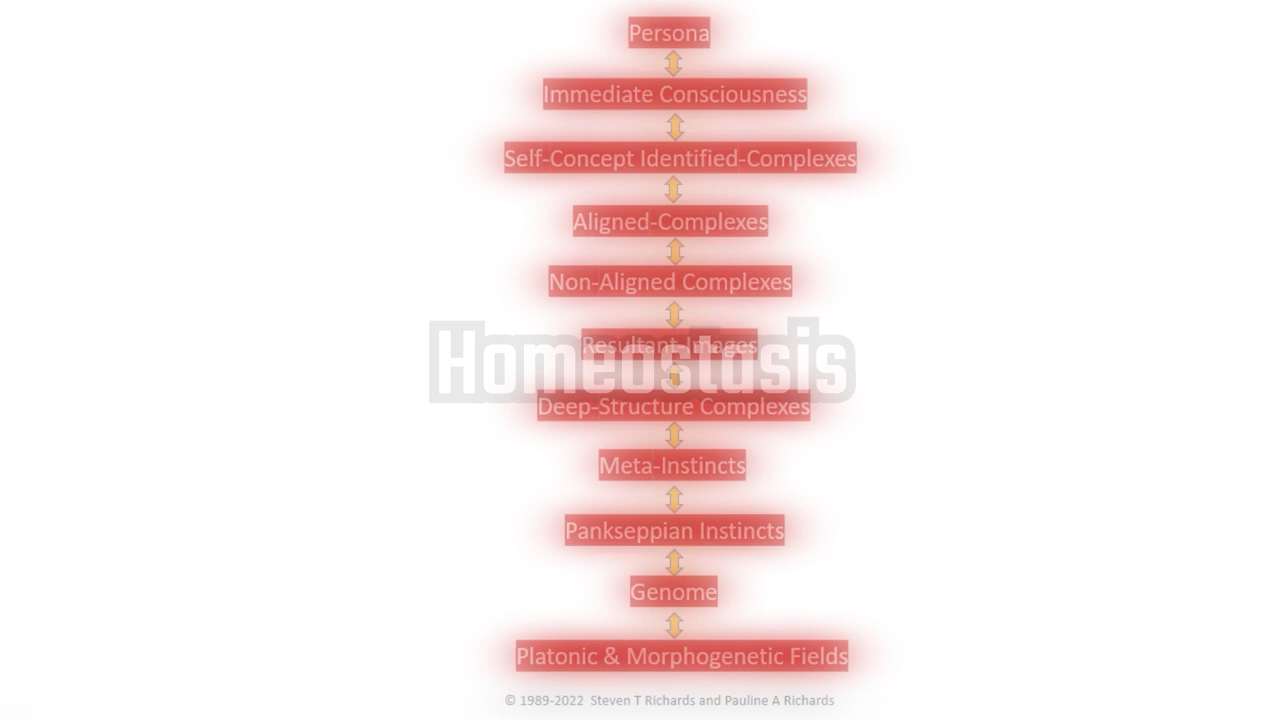 Persona
Immediate Consciousness
Self-Concept Identified-Complexes
Aligned-Complexes
Non-Aligned Complexes
Resultant-Images
Homeostasis
Deep-Structure Complexes
Meta-Instincts
Pankseppian Instincts
Genome
Platonic & Morphogenetic Fields
© 1989-2022 Steven T Richards and Pauline A Richards